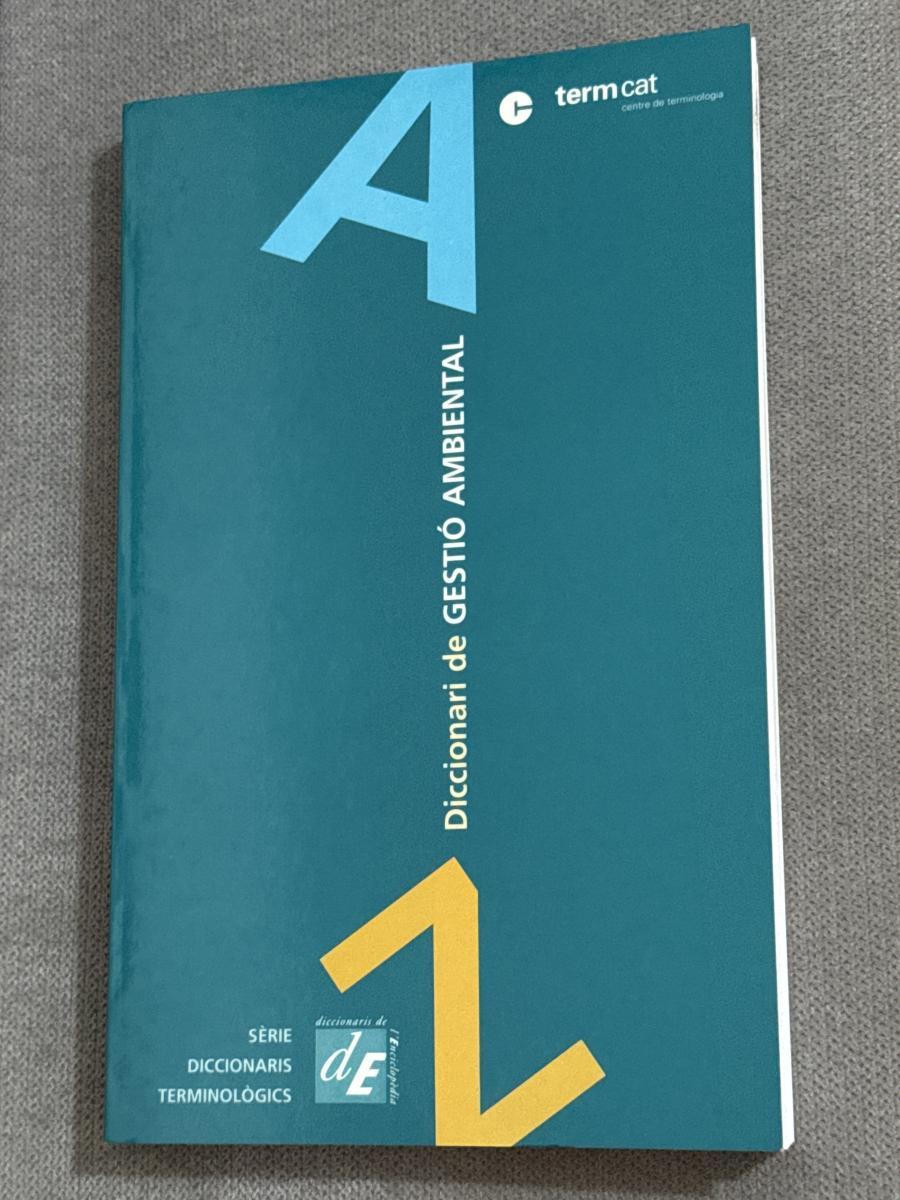 A
termcat
centre de terminologia
Diccionari de GESTIÓ AMBIENTAL
Z
SÈRIE
DICCIONARIS
TERMINOLÒGICS
diccionaris de
l'Enciclopèdia
dE